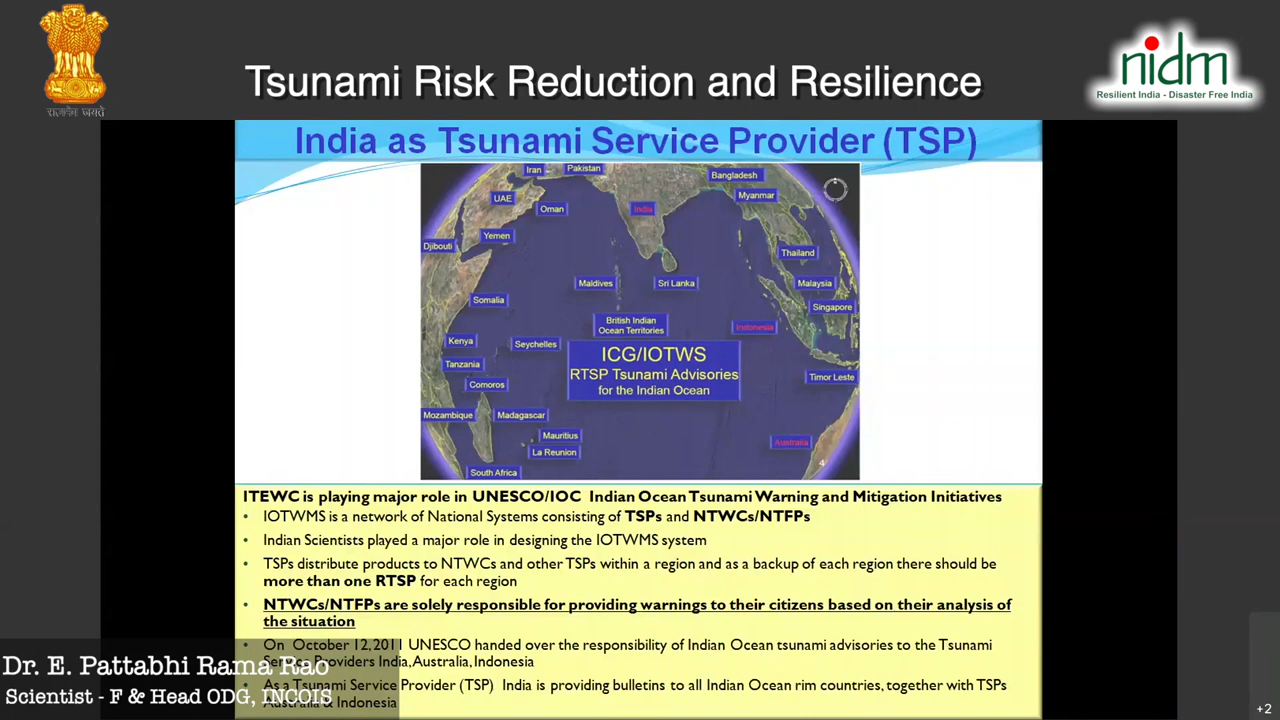 सत्यमेव जयते
Tsunami Risk Reduction and Resilience
nidm
Resilient India - Disaster Free India
India as Tsunami Service Provider (TSP)
Iran
Pakistan
Bangladesh
UAE
Oman
India
Myanmar
Djibouti
Yemen
Thailand
Maldives
Sri Lanka
Malaysia
Somalia
Singapore
British Indian
Ocean Territories
Indonesia
Kenya
Seychelles
ICG/IOTWS
RTSP Tsunami Advisories
for the Indian Ocean
Tanzania
Comoros
Timor Leste
Mozambique
Madagascar
Mauritius
La Reunion
Australia
South Africa
4
ITEWC is playing major role in UNESCO/IOC Indian Ocean Tsunami Warning and Mitigation Initiatives
• IOTWMS is a network of National Systems consisting of TSPs and NTWCs/NTFPs
• Indian Scientists played a major role in designing the IOTWMS system
• TSPs distribute products to NTWCs and other TSPs within a region and as a backup of each region there should be
more than one RTSP for each region
• NTWCs/NTFPs are solely responsible for providing warnings to their citizens based on their analysis of
the situation
• On October 12, 2011 UNESCO handed over the responsibility of Indian Ocean tsunami advisories to the Tsunami
Service Providers India, Australia, Indonesia
• As a Tsunami Service Provider (TSP) India is providing bulletins to all Indian Ocean rim countries, together with TSPs
Australia & Indonesia
Dr. E. Pattabhi Rama Rao
Scientist - F & Head ODG, INCOIS
+2